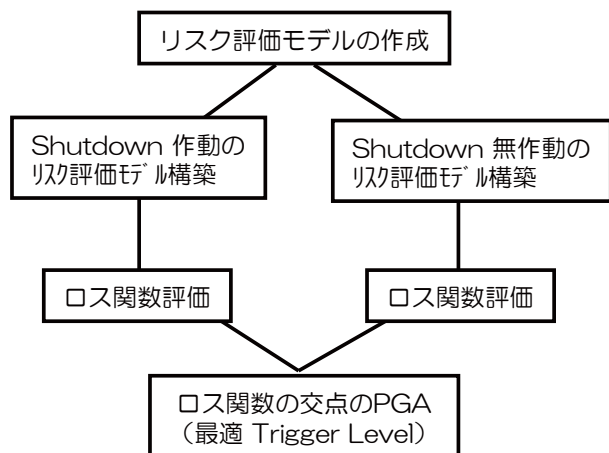 リスク評価モデルの作成
Shutdown 作動の
ﾘｽｸ評価ﾓﾃﾞﾙ構築
Shutdown 無作動の
ﾘｽｸ評価ﾓﾃﾞﾙ構築
ロス関数評価
ロス関数評価
ロス関数の交点のPGA
（最適 Trigger Level）